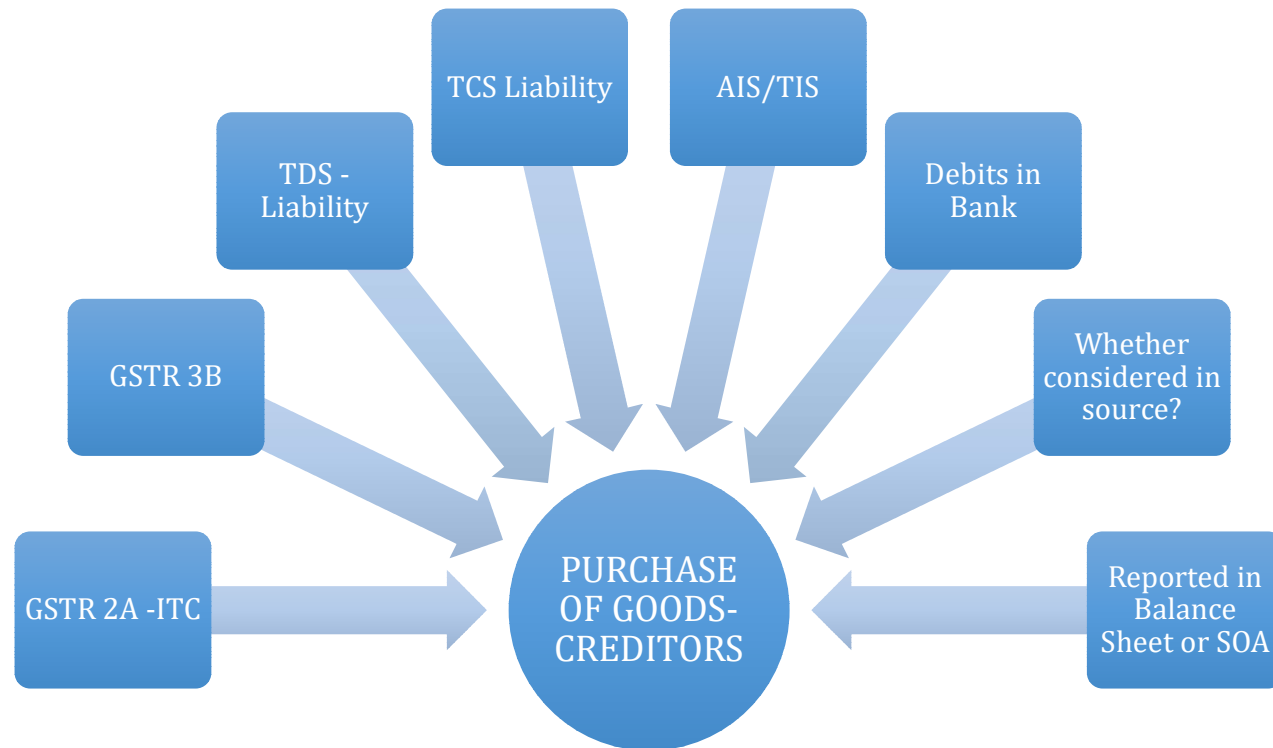 TCS Liability
AIS/TIS
TDS -
Liability
Debits in
Bank
GSTR 3B
Whether
considered in
source?
GSTR 2A -ITC
PURCHASE
OF GOODS-
CREDITORS
Reported in
Balance
Sheet or SOA